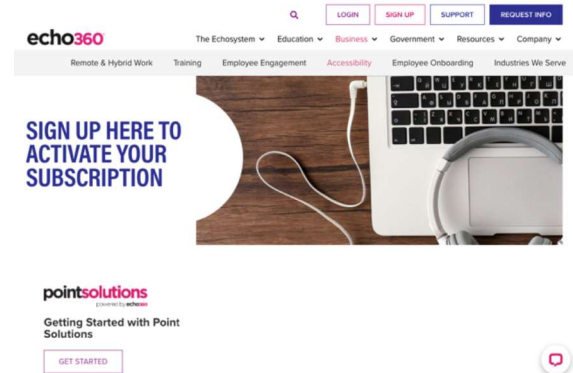 LOGIN
SIGN UP
SUPPORT
REQUEST INFO
echo360
The Ecosystem
Education
Business
Government
Resources
Company
Remote & Hybrid Work
Training
Employee Engagement
Accessibility
Employee Onboarding
Industries We Serve
SIGN UP HERE TO
ACTIVATE YOUR
SUBSCRIPTION
pointsolutions
powered by echo360
Getting Started with Point
Solutions
GET STARTED